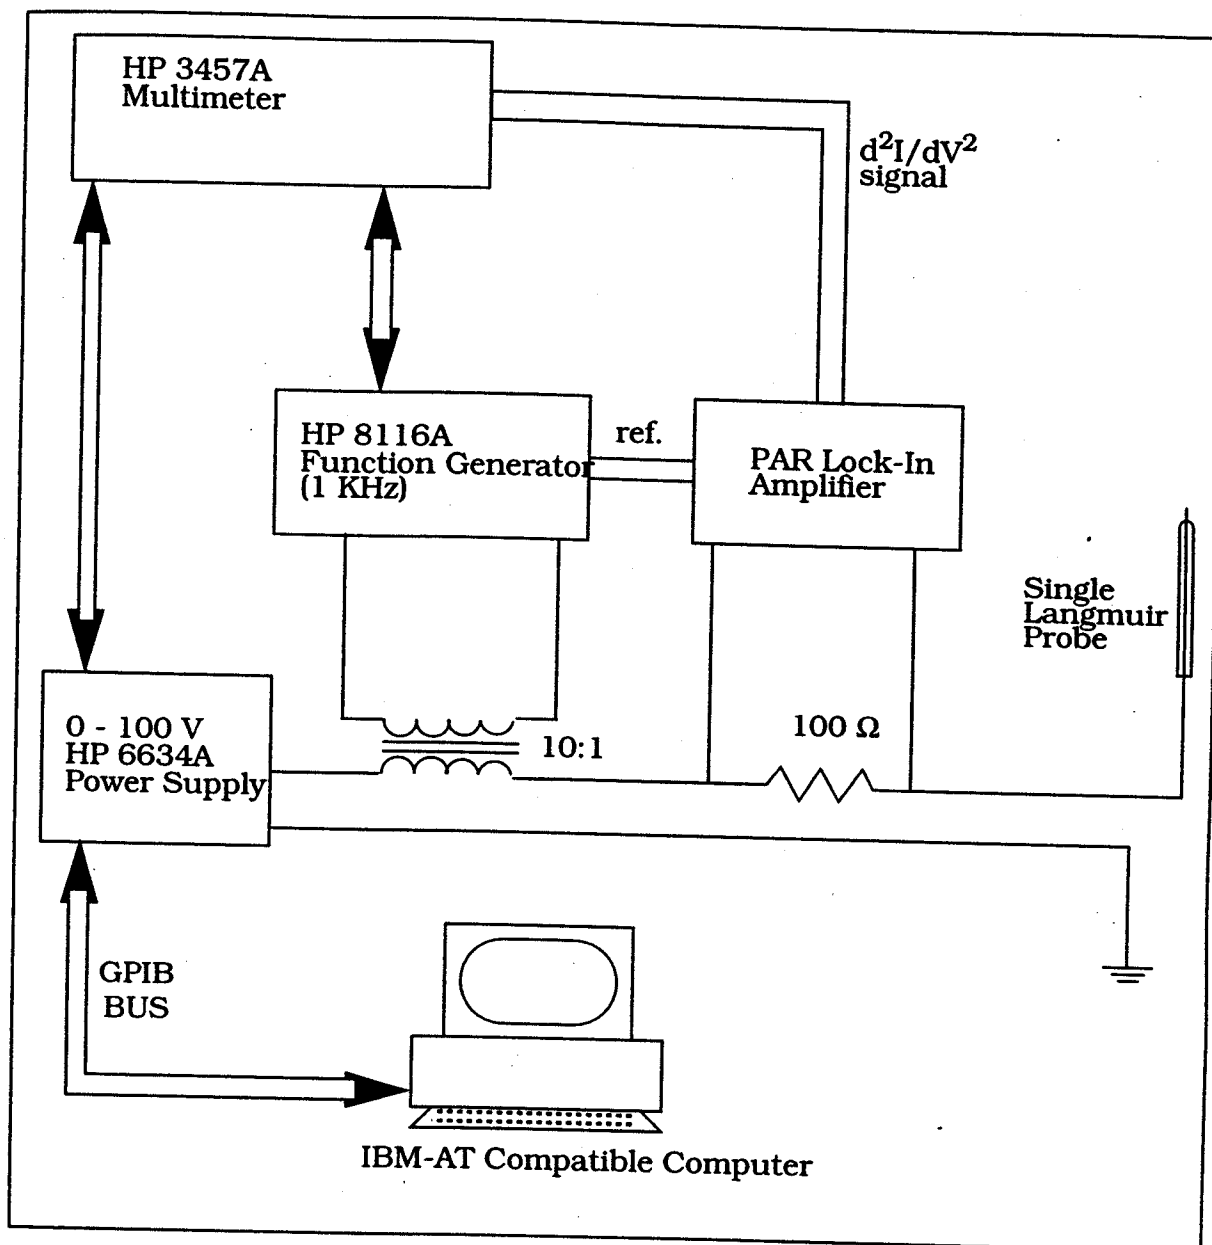 HP 3457A
Multimeter
d²I/dV²
signal
HP 8116A
Function Generator
(1 KHz)
ref.
PAR Lock-In
Amplifier
Single
Langmuir
Probe
0 - 100 V
HP 6634A
Power Supply
10:1
100 Ω
GPIB
BUS
IBM-AT Compatible Computer